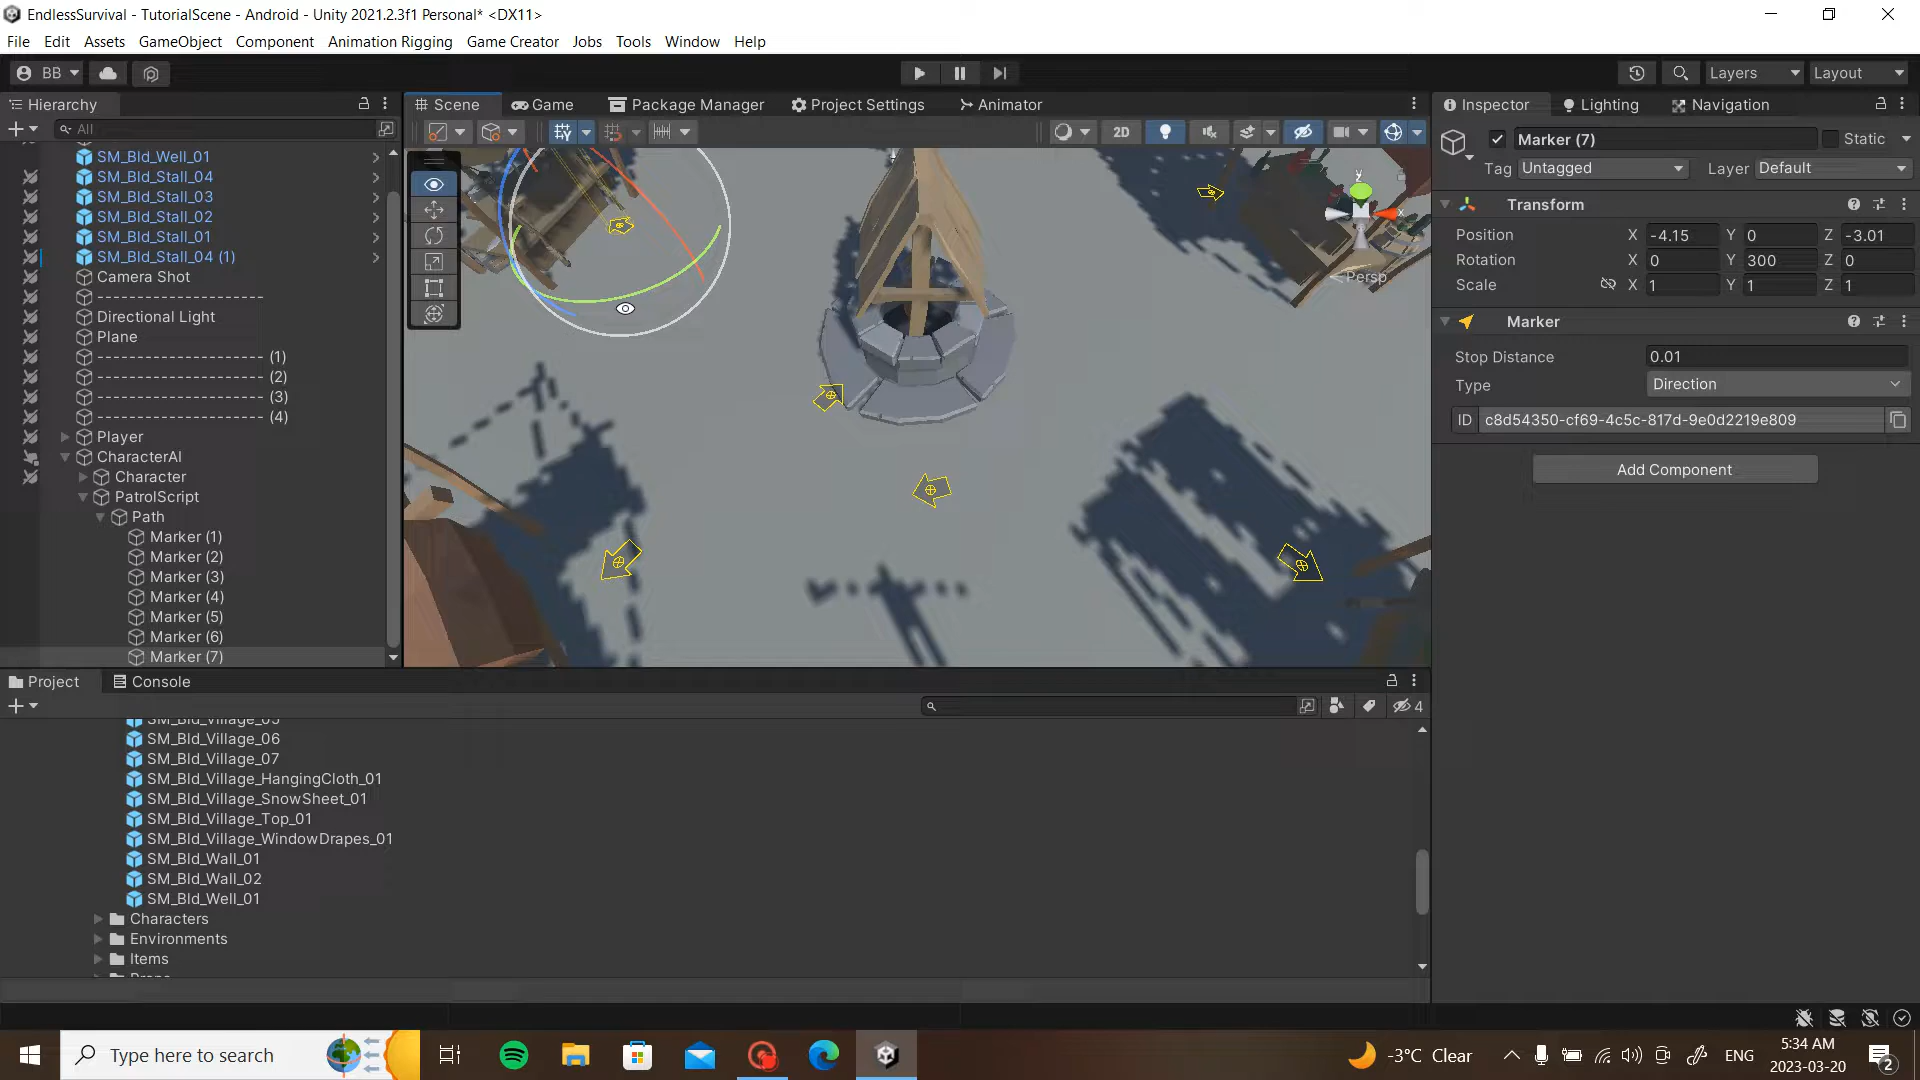 EndlessSurvival - TutorialScene - Android - Unity 2021.2.3f1 Personal* <DX11>
File Edit Assets GameObject Component Animation Rigging Game Creator Jobs Tools Window Help
BB
Layers
Layout
Hierarchy
All
SM_Bld_Well_01
SM_Bld_Stall_04
SM_Bld_Stall_03
SM_Bld_Stall_02
SM_Bld_Stall_01
SM_Bld_Stall_04 (1)
Camera Shot
-----------------------
Directional Light
Plane
----------------------- (1)
----------------------- (2)
----------------------- (3)
----------------------- (4)
Player
CharacterAI
Character
PatrolScript
Path
Marker (1)
Marker (2)
Marker (3)
Marker (4)
Marker (5)
Marker (6)
Marker (7)
Scene Game Package Manager Project Settings Animator
2D
y
x
Persp
Inspector Lighting Navigation
Marker (7)
Static
Tag Untagged Layer Default
Transform
Position X -4.15 Y 0 Z -3.01
Rotation X 0 Y 300 Z 0
Scale X 1 Y 1 Z 1
Marker
Stop Distance 0.01
Type Direction
ID c8d54350-cf69-4c5c-817d-9e0d2219e809
Add Component
Project Console
4
SM_Bld_Village_05
SM_Bld_Village_06
SM_Bld_Village_07
SM_Bld_Village_HangingCloth_01
SM_Bld_Village_SnowSheet_01
SM_Bld_Village_Top_01
SM_Bld_Village_WindowDrapes_01
SM_Bld_Wall_01
SM_Bld_Wall_02
SM_Bld_Well_01
Characters
Environments
Items
Props
Type here to search
-3°C Clear
ENG
5:34 AM
2023-03-20
2